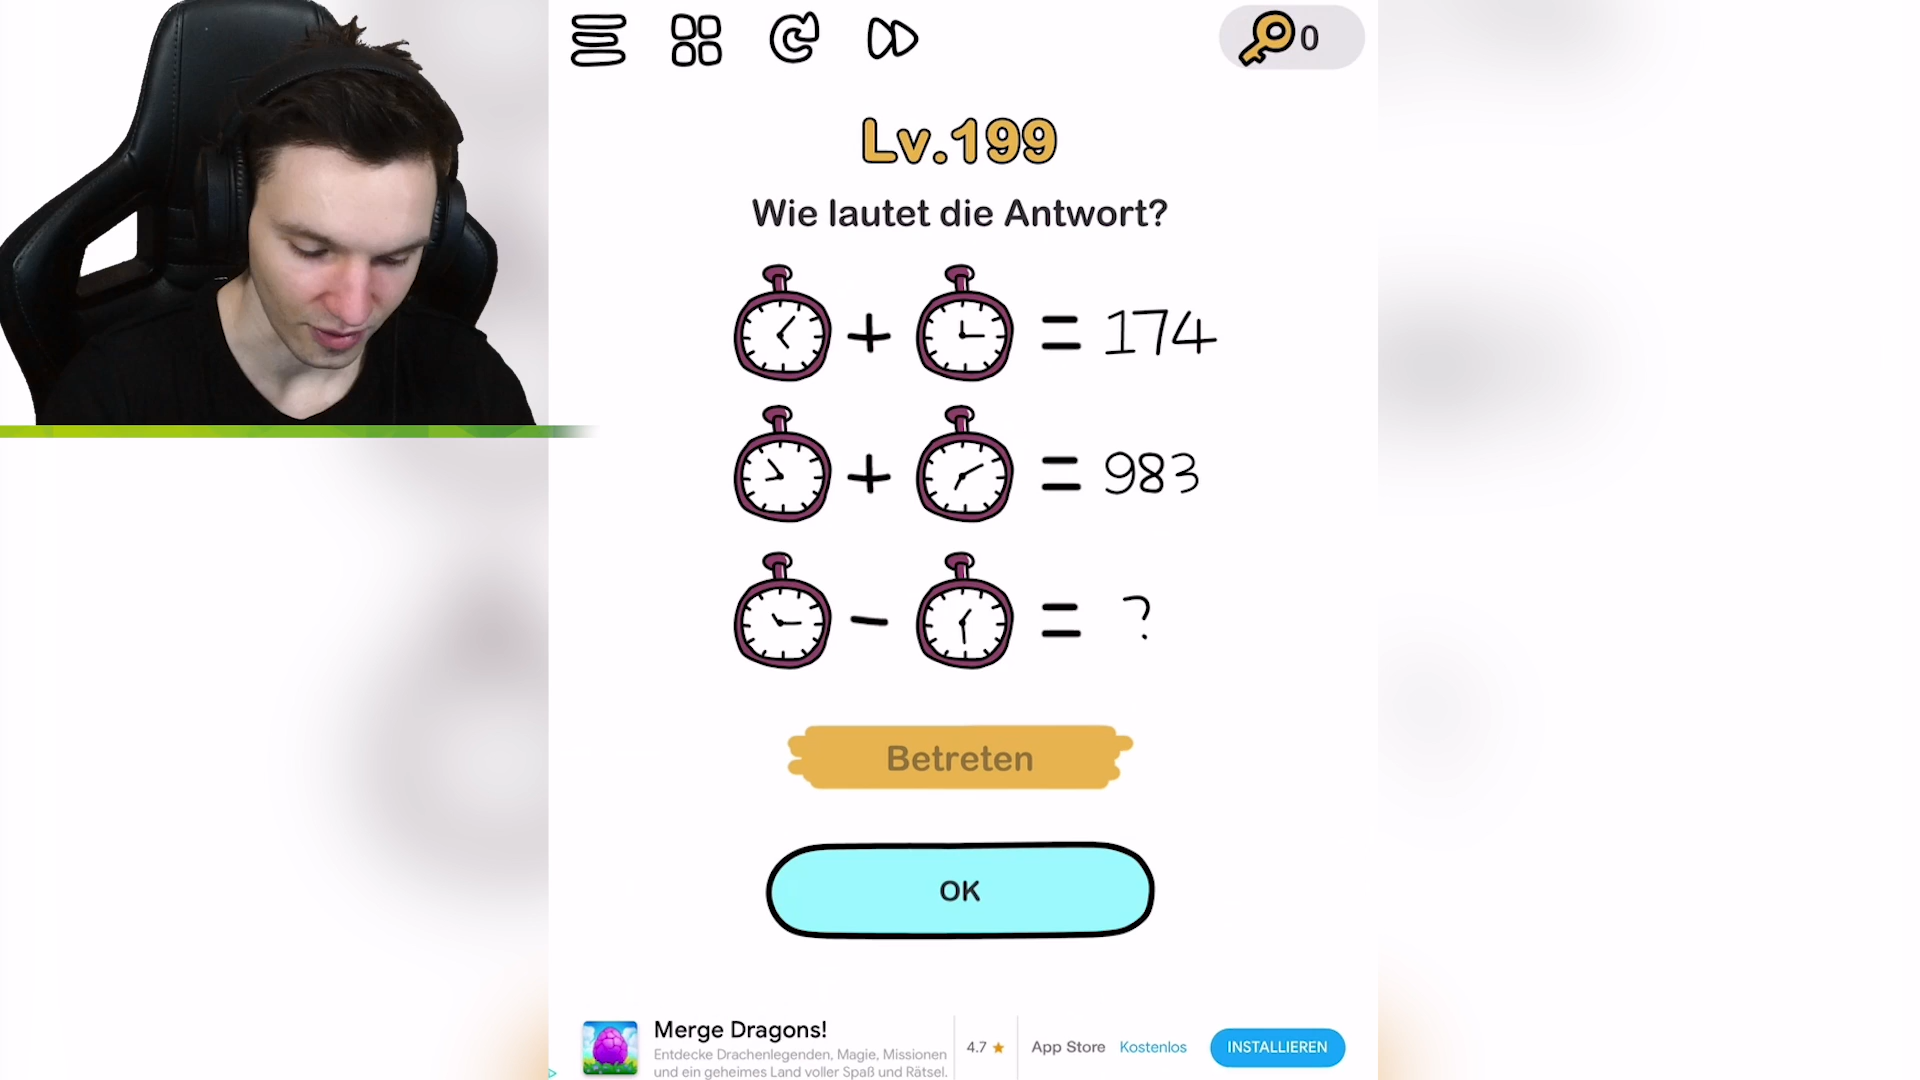 0
Lv.199
Wie lautet die Antwort?
+ = 174
+ = 983
- = ?
Betreten
OK
Merge Dragons!
Entdecke Drachenlegenden, Magie, Missionen
und ein geheimes Land voller Spaß und Rätsel.
4.7 ★
App Store
Kostenlos
INSTALLIEREN